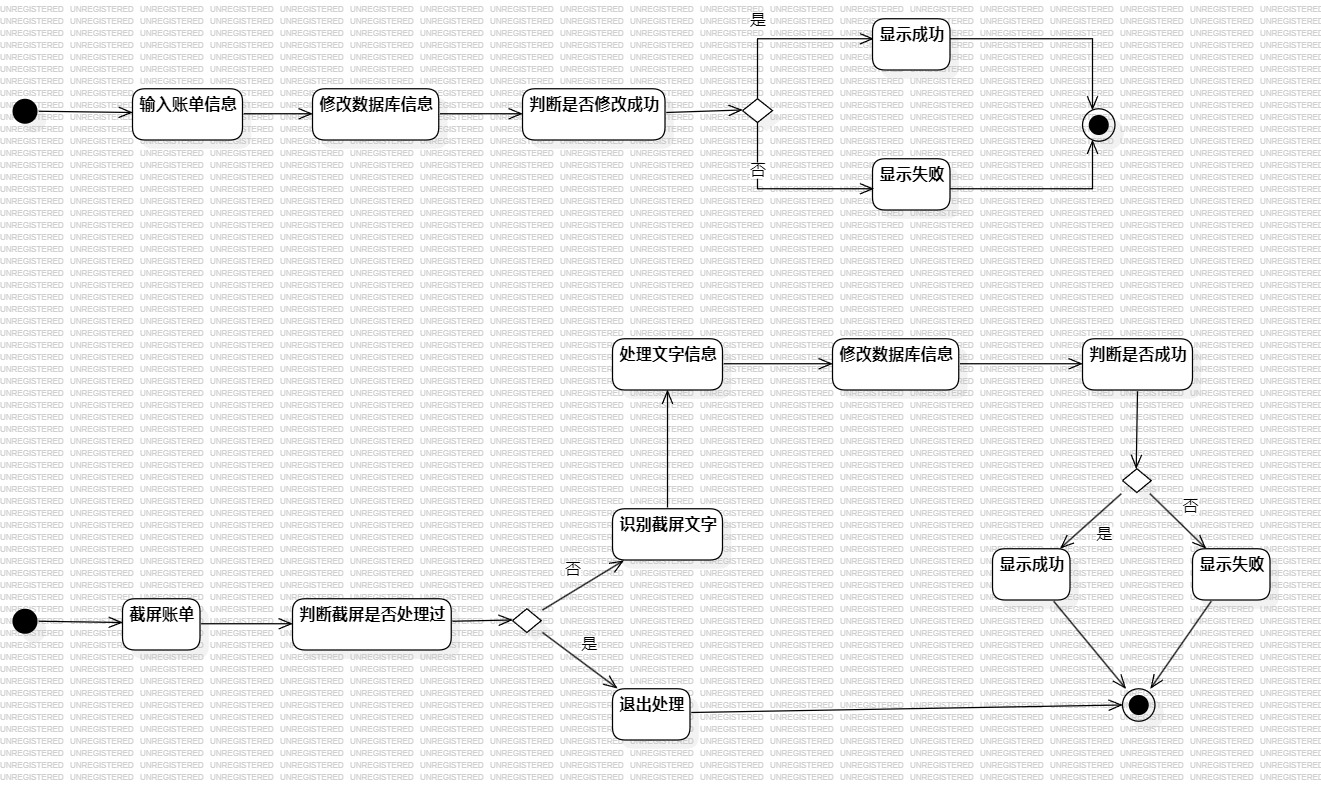 是
显示成功
输入账单信息
修改数据库信息
判断是否修改成功
否
显示失败
处理文字信息
修改数据库信息
判断是否成功
否
是
识别截屏文字
显示成功
显示失败
否
截屏账单
判断截屏是否处理过
是
退出处理
UNREGISTERED